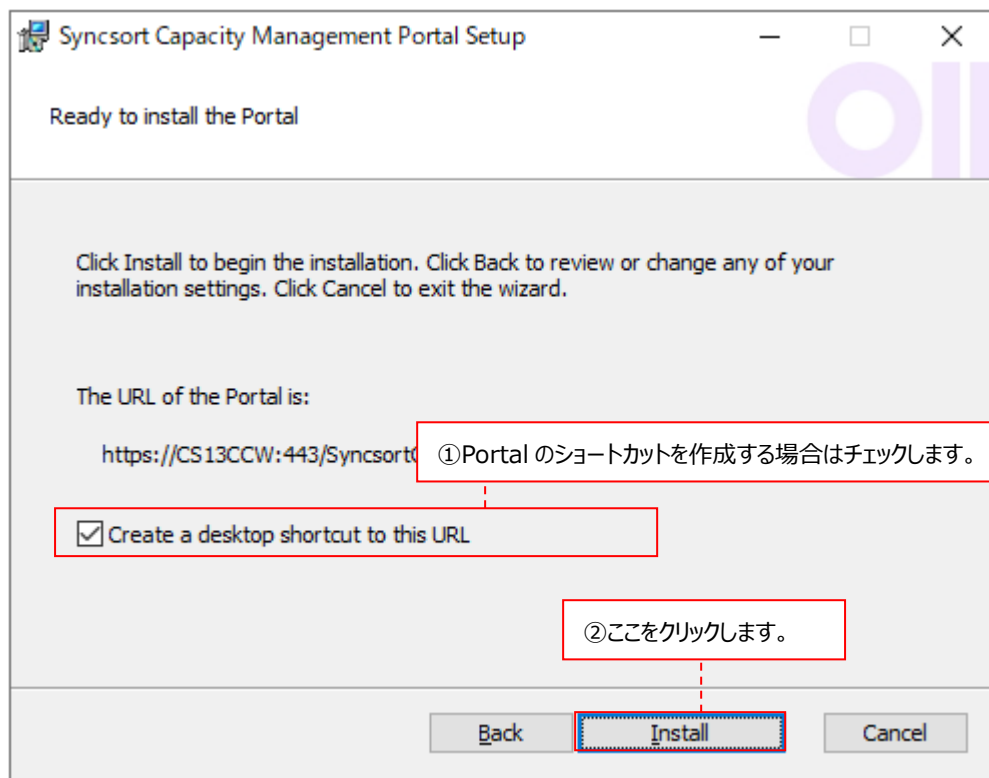 Syncsort Capacity Management Portal Setup
Ready to install the Portal
Click Install to begin the installation. Click Back to review or change any of your
installation settings. Click Cancel to exit the wizard.
The URL of the Portal is:
https://CS13CCW:443/Syncsort
①Portal のショートカットを作成する場合はチェックします。
Create a desktop shortcut to this URL
②ここをクリックします。
Back
Install
Cancel